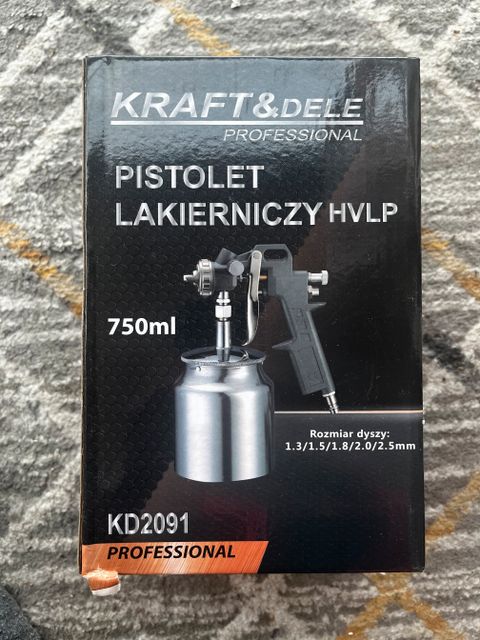 KRAFT&DELE
PROFESSIONAL
PISTOLET
LAKIERNICZY HVLP
750ml
Rozmiar dyszy:
1.3/1.5/1.8/2.0/2.5mm
KD2091
PROFESSIONAL